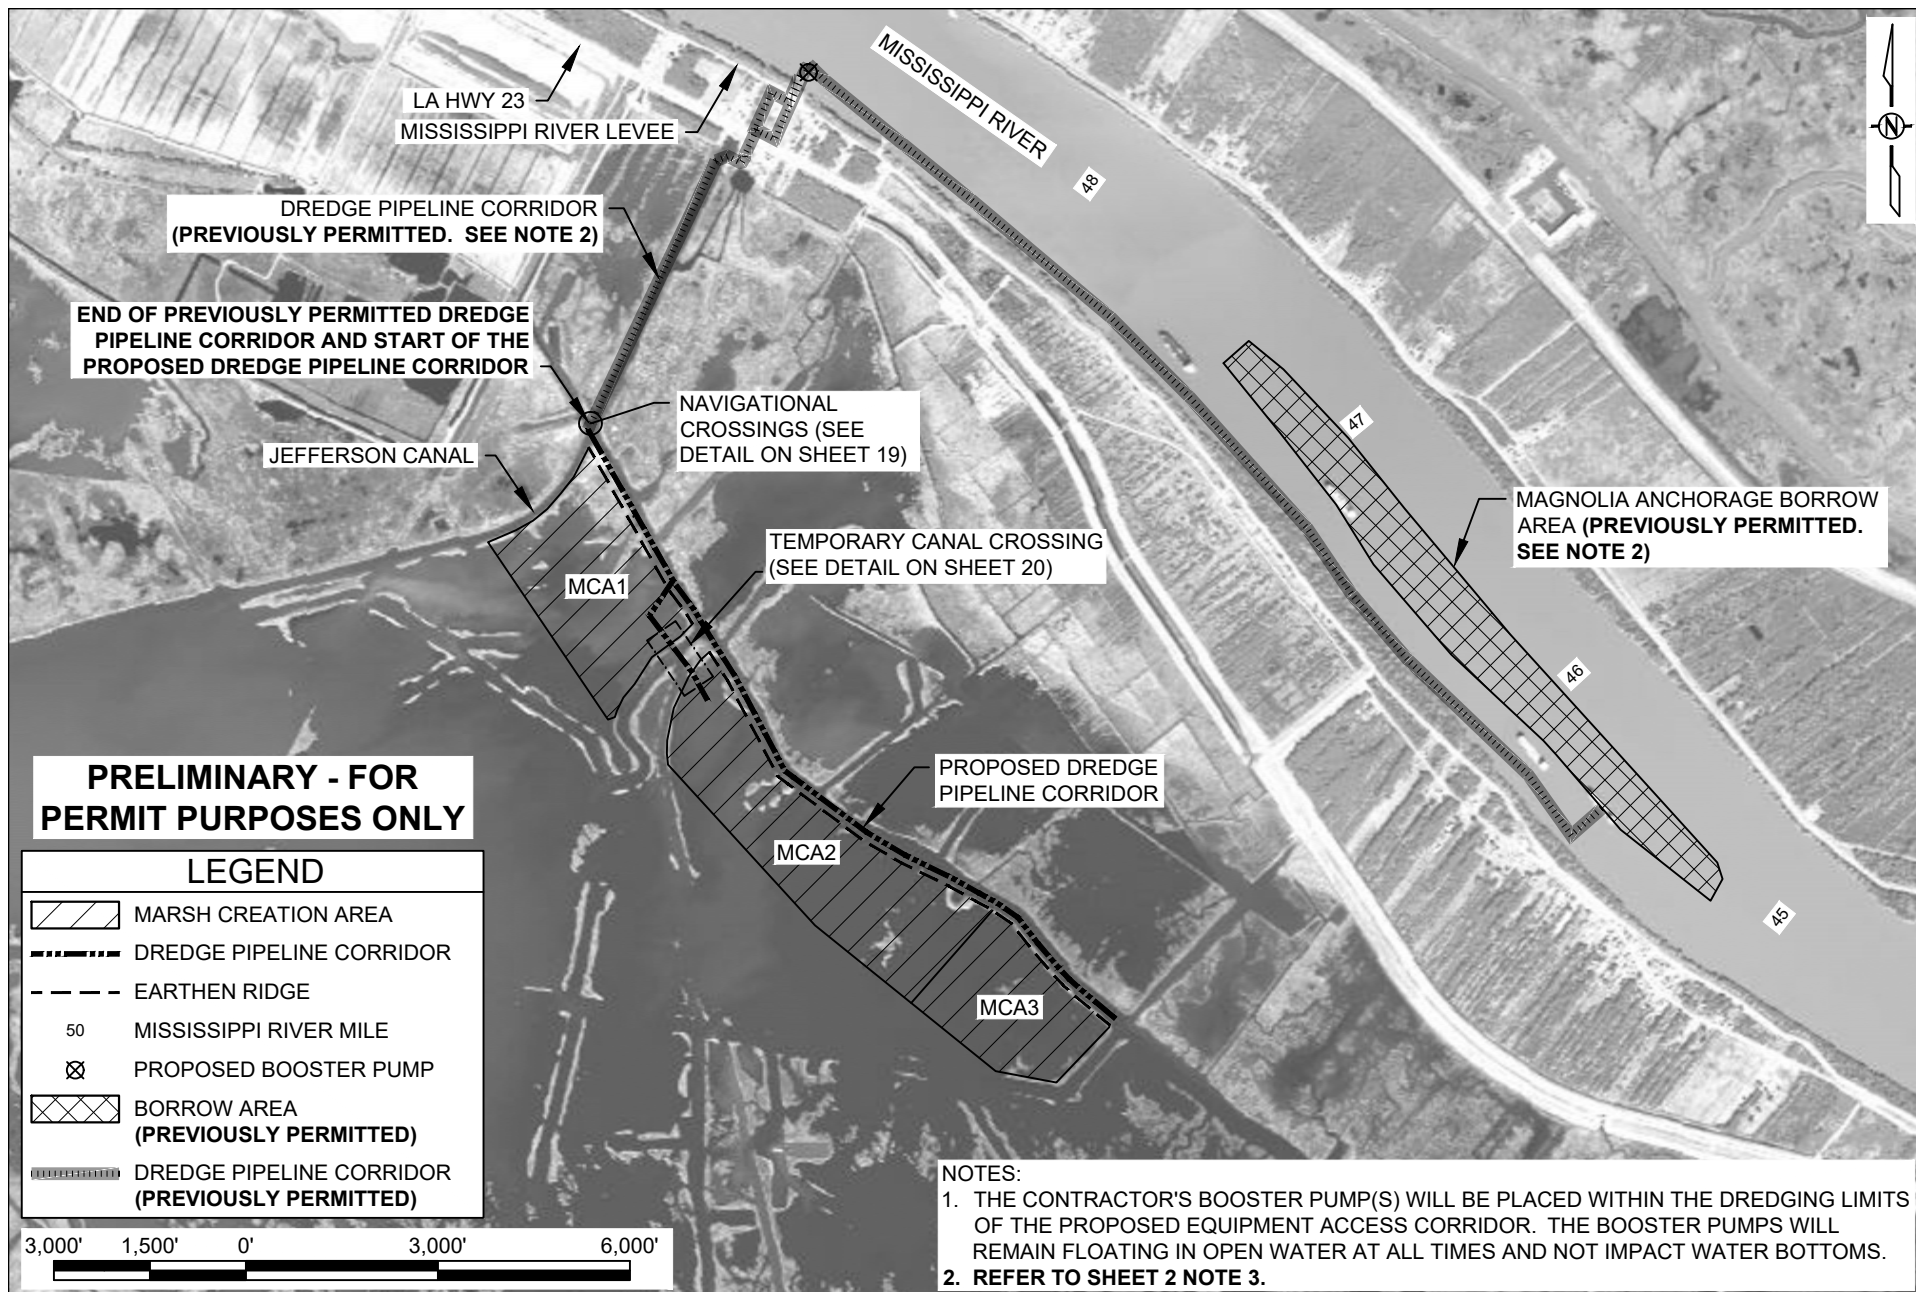 LA HWY 23
MISSISSIPPI RIVER LEVEE
MISSISSIPPI RIVER
48
N
DREDGE PIPELINE CORRIDOR
(PREVIOUSLY PERMITTED.  SEE NOTE 2)
END OF PREVIOUSLY PERMITTED DREDGE
PIPELINE CORRIDOR AND START OF THE
PROPOSED DREDGE PIPELINE CORRIDOR
NAVIGATIONAL
CROSSINGS (SEE
DETAIL ON SHEET 19)
JEFFERSON CANAL
47
MAGNOLIA ANCHORAGE BORROW
AREA (PREVIOUSLY PERMITTED.
SEE NOTE 2)
TEMPORARY CANAL CROSSING
(SEE DETAIL ON SHEET 20)
MCA1
46
PROPOSED DREDGE
PIPELINE CORRIDOR
MCA2
45
MCA3
PRELIMINARY - FOR
PERMIT PURPOSES ONLY
LEGEND
MARSH CREATION AREA
DREDGE PIPELINE CORRIDOR
EARTHEN RIDGE
50 MISSISSIPPI RIVER MILE
PROPOSED BOOSTER PUMP
BORROW AREA
(PREVIOUSLY PERMITTED)
DREDGE PIPELINE CORRIDOR
(PREVIOUSLY PERMITTED)
3,000' 1,500' 0' 3,000' 6,000'
NOTES:
1. THE CONTRACTOR'S BOOSTER PUMP(S) WILL BE PLACED WITHIN THE DREDGING LIMITS
OF THE PROPOSED EQUIPMENT ACCESS CORRIDOR.  THE BOOSTER PUMPS WILL
REMAIN FLOATING IN OPEN WATER AT ALL TIMES AND NOT IMPACT WATER BOTTOMS.
2. REFER TO SHEET 2 NOTE 3.